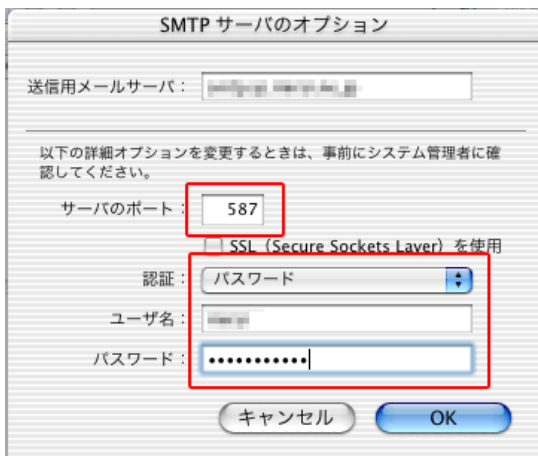 SMTP サーバのオプション
送信用メールサーバ：
以下の詳細オプションを変更するときは、事前にシステム管理者に確
認してください。
サーバのポート： 587
SSL（Secure Sockets Layer）を使用
認証： パスワード
ユーザ名：
パスワード： •••••••••••
キャンセル OK